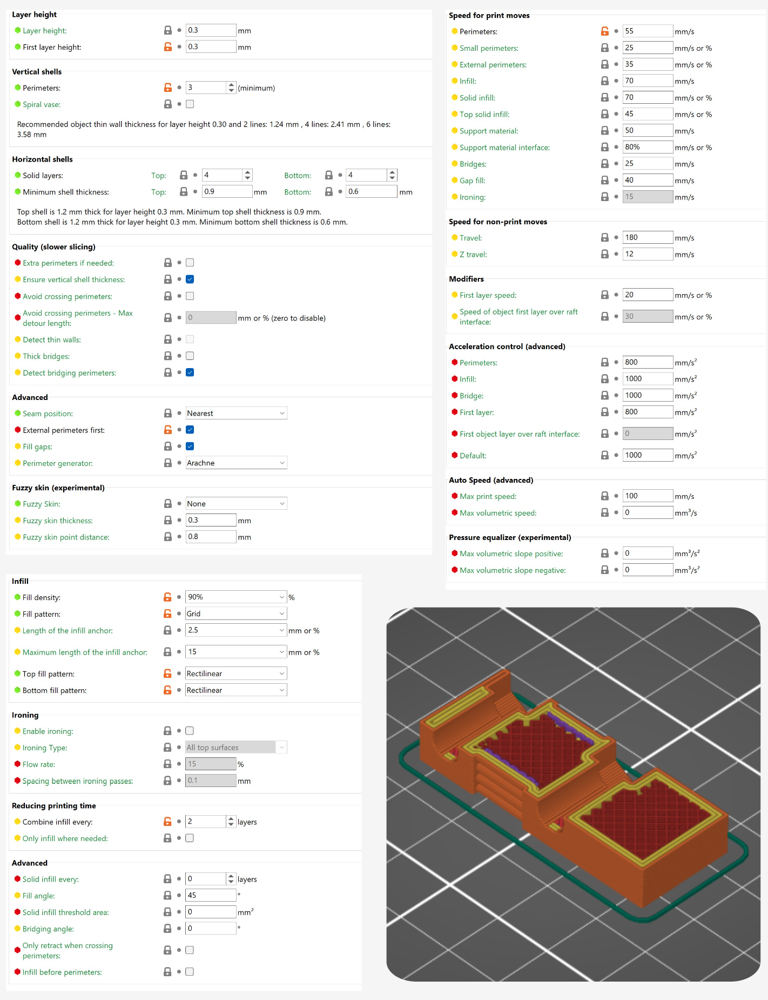 Layer height
Layer height: 0.3 mm
First layer height: 0.3 mm
Vertical shells
Perimeters: 3 (minimum)
Spiral vase:
Recommended object thin wall thickness for layer height 0.30 and 2 lines: 1.24 mm , 4 lines: 2.41 mm , 6 lines:
3.58 mm
Horizontal shells
Solid layers: Top: 4 Bottom: 4
Minimum shell thickness: Top: 0.9 mm Bottom: 0.6 mm
Top shell is 1.2 mm thick for layer height 0.3 mm. Minimum top shell thickness is 0.9 mm.
Bottom shell is 1.2 mm thick for layer height 0.3 mm. Minimum bottom shell thickness is 0.6 mm.
Quality (slower slicing)
Extra perimeters if needed:
Ensure vertical shell thickness:
Avoid crossing perimeters:
Avoid crossing perimeters - Max
detour length: 0 mm or % (zero to disable)
Detect thin walls:
Thick bridges:
Detect bridging perimeters:
Advanced
Seam position: Nearest
External perimeters first:
Fill gaps:
Perimeter generator: Arachne
Fuzzy skin (experimental)
Fuzzy Skin: None
Fuzzy skin thickness: 0.3 mm
Fuzzy skin point distance: 0.8 mm
Infill
Fill density: 90% %
Fill pattern: Grid
Length of the infill anchor: 2.5 mm or %
Maximum length of the infill anchor: 15 mm or %
Top fill pattern: Rectilinear
Bottom fill pattern: Rectilinear
Ironing
Enable ironing:
Ironing Type: All top surfaces
Flow rate: 15 %
Spacing between ironing passes: 0.1 mm
Reducing printing time
Combine infill every: 2 layers
Only infill where needed:
Advanced
Solid infill every: 0 layers
Fill angle: 45 °
Solid infill threshold area: 0 mm²
Bridging angle: 0 °
Only retract when crossing
perimeters:
Infill before perimeters:
Speed for print moves
Perimeters: 55 mm/s
Small perimeters: 25 mm/s or %
External perimeters: 35 mm/s or %
Infill: 70 mm/s
Solid infill: 70 mm/s or %
Top solid infill: 45 mm/s or %
Support material: 50 mm/s
Support material interface: 80% mm/s or %
Bridges: 25 mm/s
Gap fill: 40 mm/s
Ironing: 15 mm/s
Speed for non-print moves
Travel: 180 mm/s
Z travel: 12 mm/s
Modifiers
First layer speed: 20 mm/s or %
Speed of object first layer over raft
interface: 30 mm/s or %
Acceleration control (advanced)
Perimeters: 800 mm/s²
Infill: 1000 mm/s²
Bridge: 1000 mm/s²
First layer: 800 mm/s²
First object layer over raft interface: 0 mm/s²
Default: 1000 mm/s²
Auto Speed (advanced)
Max print speed: 100 mm/s
Max volumetric speed: 0 mm³/s
Pressure equalizer (experimental)
Max volumetric slope positive: 0 mm³/s²
Max volumetric slope negative: 0 mm³/s²